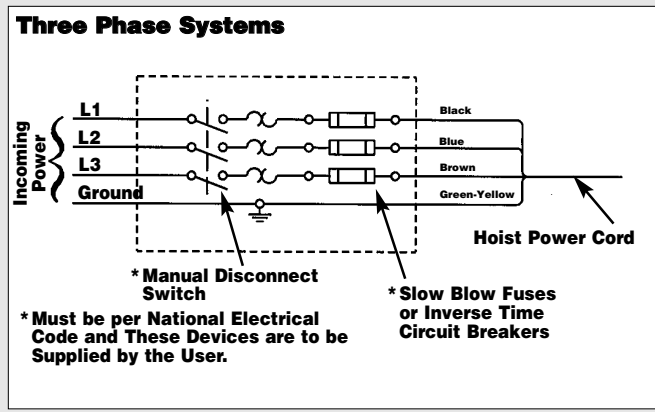 Three Phase Systems
Incoming
Power
L1
L2
L3
Ground
Black
Blue
Brown
Green-Yellow
Hoist Power Cord
*Manual Disconnect
Switch
*Slow Blow Fuses
or Inverse Time
Circuit Breakers
*Must be per National Electrical
Code and These Devices are to be
Supplied by the User.